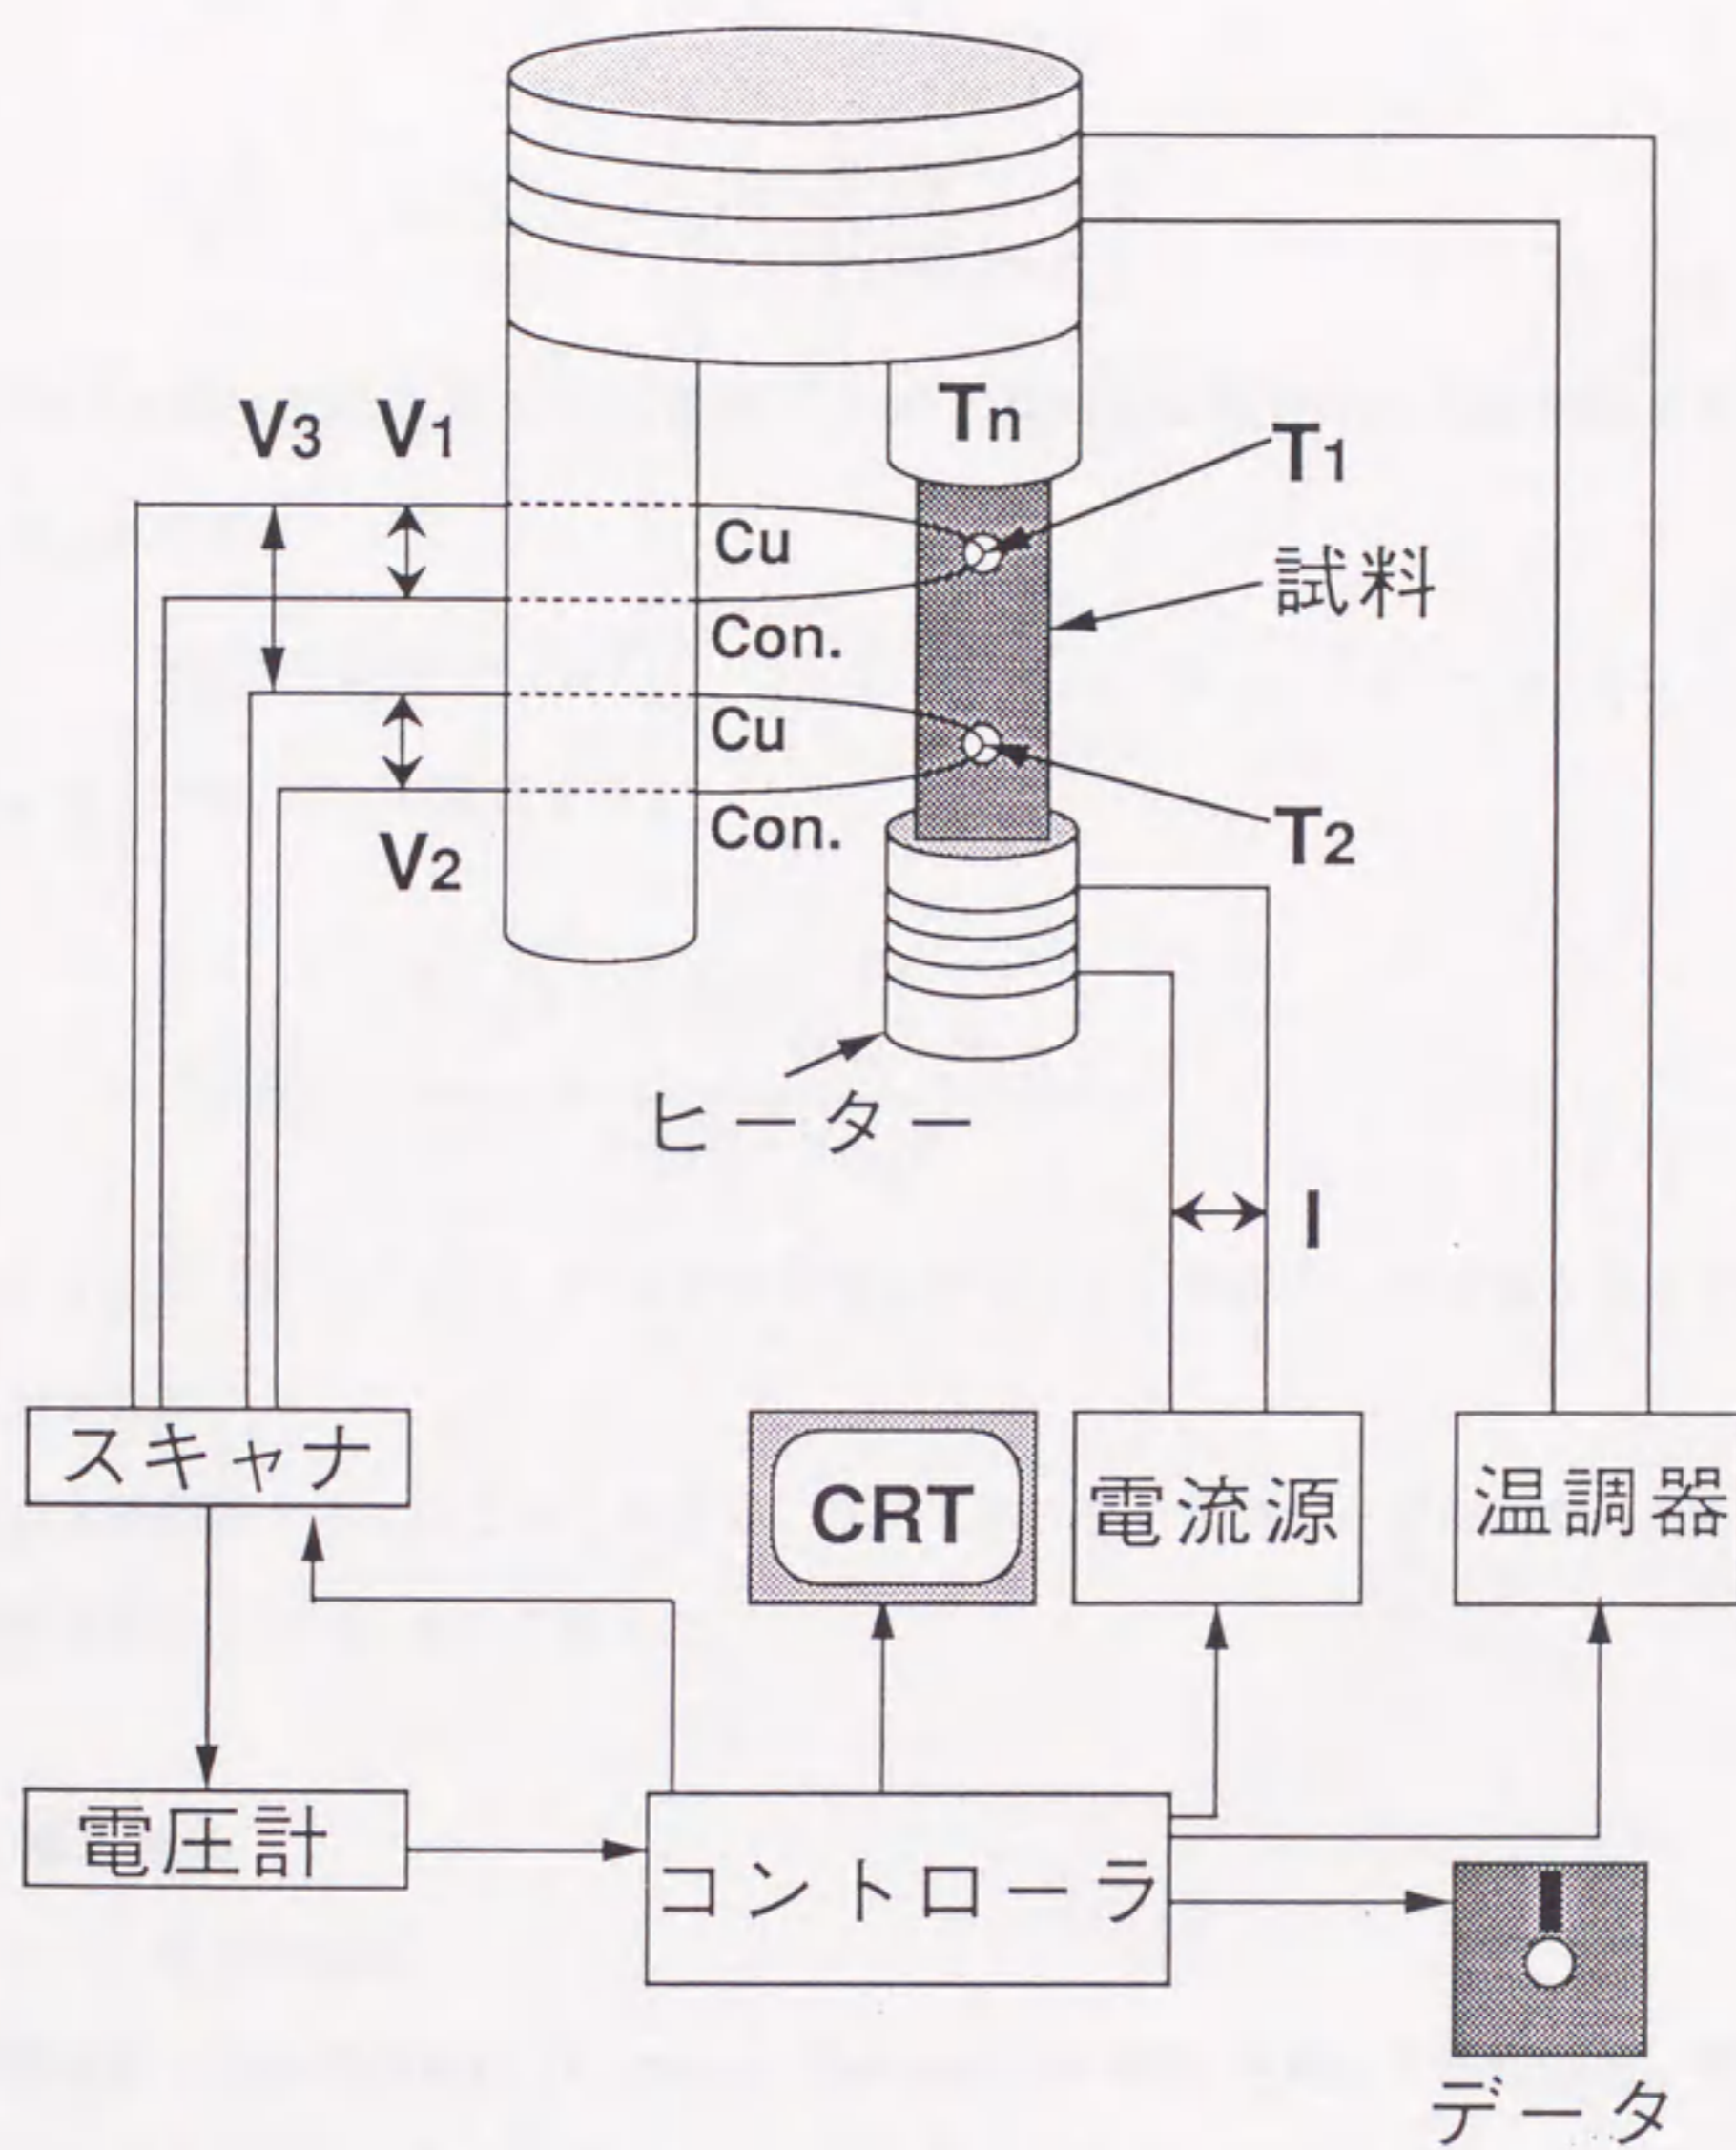 Tn
V3
V1
T1
Cu
試料
Con.
Cu
T2
V2
Con.
ヒーター
I
スキャナ
CRT
電流源
温調器
電圧計
コントローラ
データ